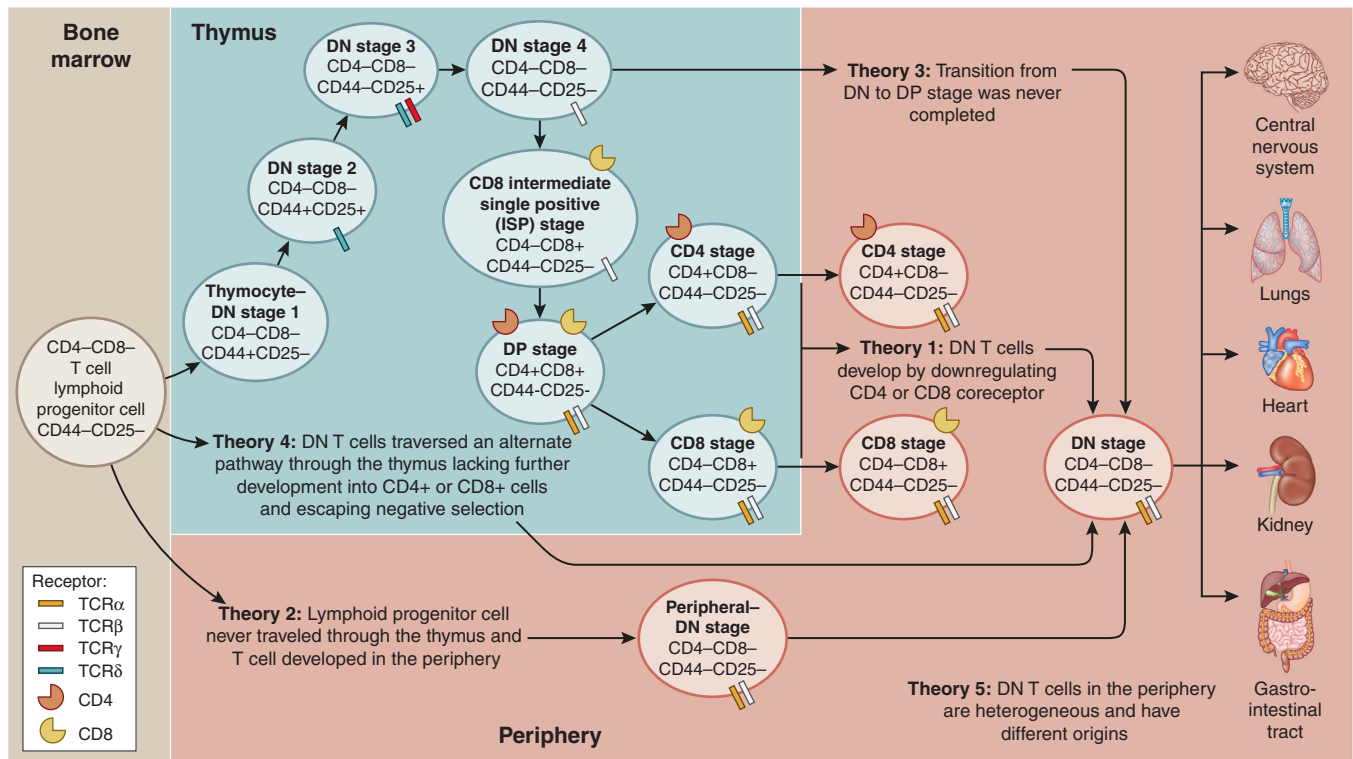 Bone
marrow
Thymus
DN stage 3
CD4–CD8–
CD44–CD25+
DN stage 4
CD4–CD8–
CD44–CD25–
Theory 3: Transition from
DN to DP stage was never
completed
DN stage 2
CD4–CD8–
CD44+CD25+
CD8 intermediate
single positive
(ISP) stage
CD4–CD8+
CD44–CD25–
Thymocyte–
DN stage 1
CD4–CD8–
CD44+CD25–
CD4 stage
CD4+CD8–
CD44–CD25–
CD4 stage
CD4+CD8–
CD44–CD25–
CD4–CD8–
T cell
lymphoid
progenitor cell
CD44–CD25–
DP stage
CD4+CD8+
CD44-CD25-
Theory 1: DN T cells
develop by downregulating
CD4 or CD8 coreceptor
Theory 4: DN T cells traversed an alternate
pathway through the thymus lacking further
development into CD4+ or CD8+ cells
and escaping negative selection
CD8 stage
CD4–CD8+
CD44–CD25–
CD8 stage
CD4–CD8+
CD44–CD25–
DN stage
CD4–CD8–
CD44–CD25–
Central
nervous
system
Lungs
Heart
Kidney
Gastro-
intestinal
tract
Receptor:
TCRα
TCRβ
TCRγ
TCRδ
CD4
CD8
Theory 2: Lymphoid progenitor cell
never traveled through the thymus and
T cell developed in the periphery
Peripheral–
DN stage
CD4–CD8–
CD44–CD25–
Theory 5: DN T cells in the periphery
are heterogeneous and have
different origins
Periphery